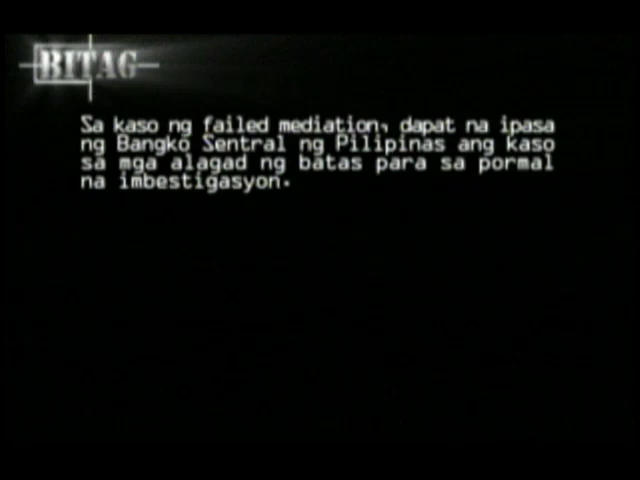 BITAG
Sa kaso ng failed mediation, dapat na ipasa
ng Bangko Sentral ng Pilipinas ang kaso
sa mga alagad ng batas para sa pormal
na imbestigasyon.